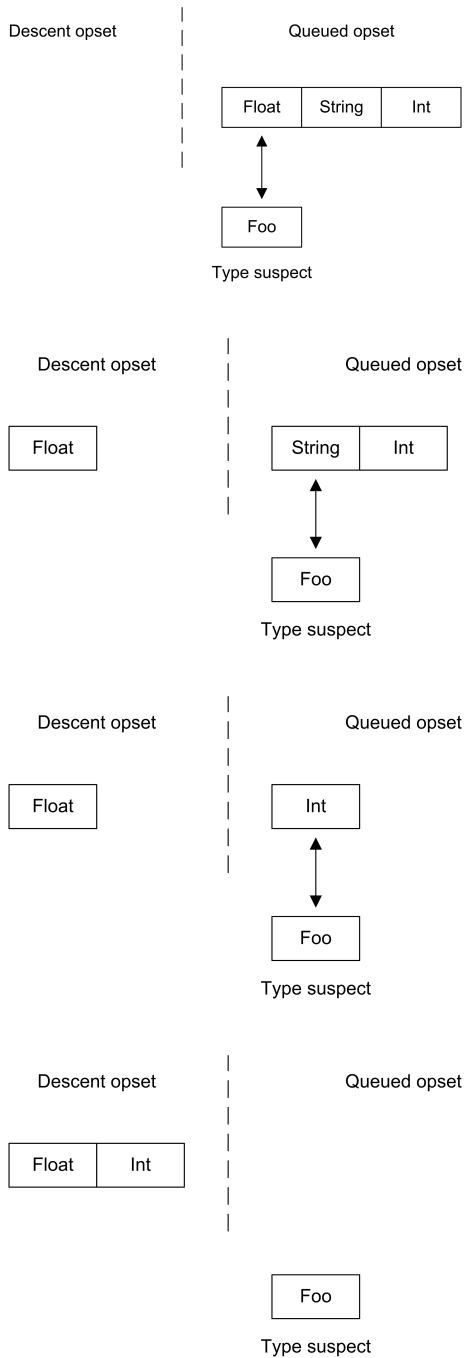 Descent opset Queued opset
Float String Int
Foo
Type suspect
Descent opset Queued opset
Float String Int
Foo
Type suspect
Descent opset Queued opset
Float Int
Foo
Type suspect
Descent opset Queued opset
Float Int
Foo
Type suspect